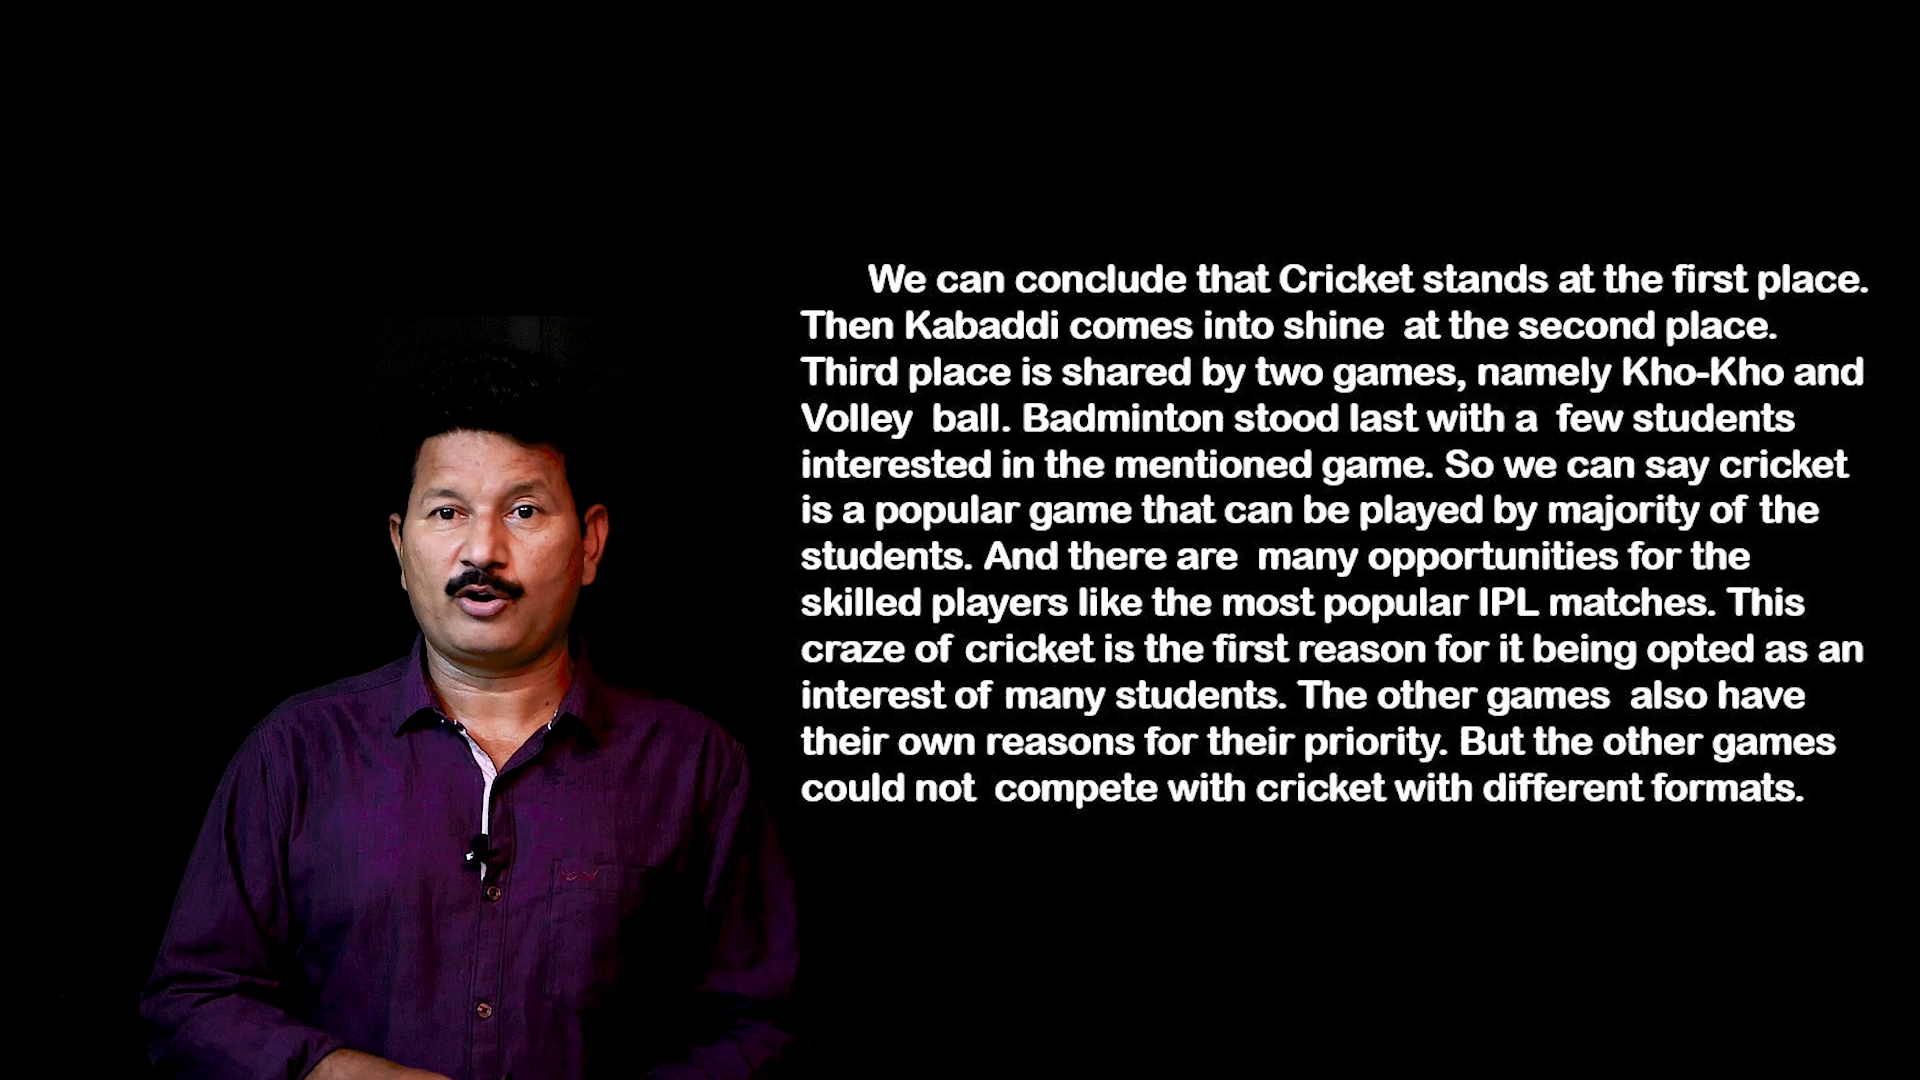 We can conclude that Cricket stands at the first place.
Then Kabaddi comes into shine at the second place.
Third place is shared by two games, namely Kho-Kho and
Volley ball. Badminton stood last with a few students
interested in the mentioned game. So we can say cricket
is a popular game that can be played by majority of the
students. And there are many opportunities for the
skilled players like the most popular IPL matches. This
craze of cricket is the first reason for it being opted as an
interest of many students. The other games also have
their own reasons for their priority. But the other games
could not compete with cricket with different formats.